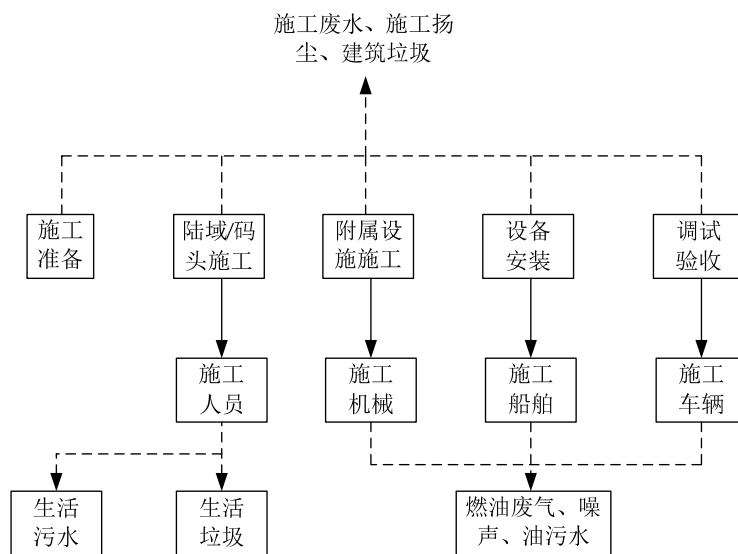 施工废水、施工扬
尘、建筑垃圾
施工
准备
陆域/码
头施工
附属设
施施工
设备
安装
调试
验收
施工
人员
施工
机械
施工
船舶
施工
车辆
生活
污水
生活
垃圾
燃油废气、噪
声、油污水